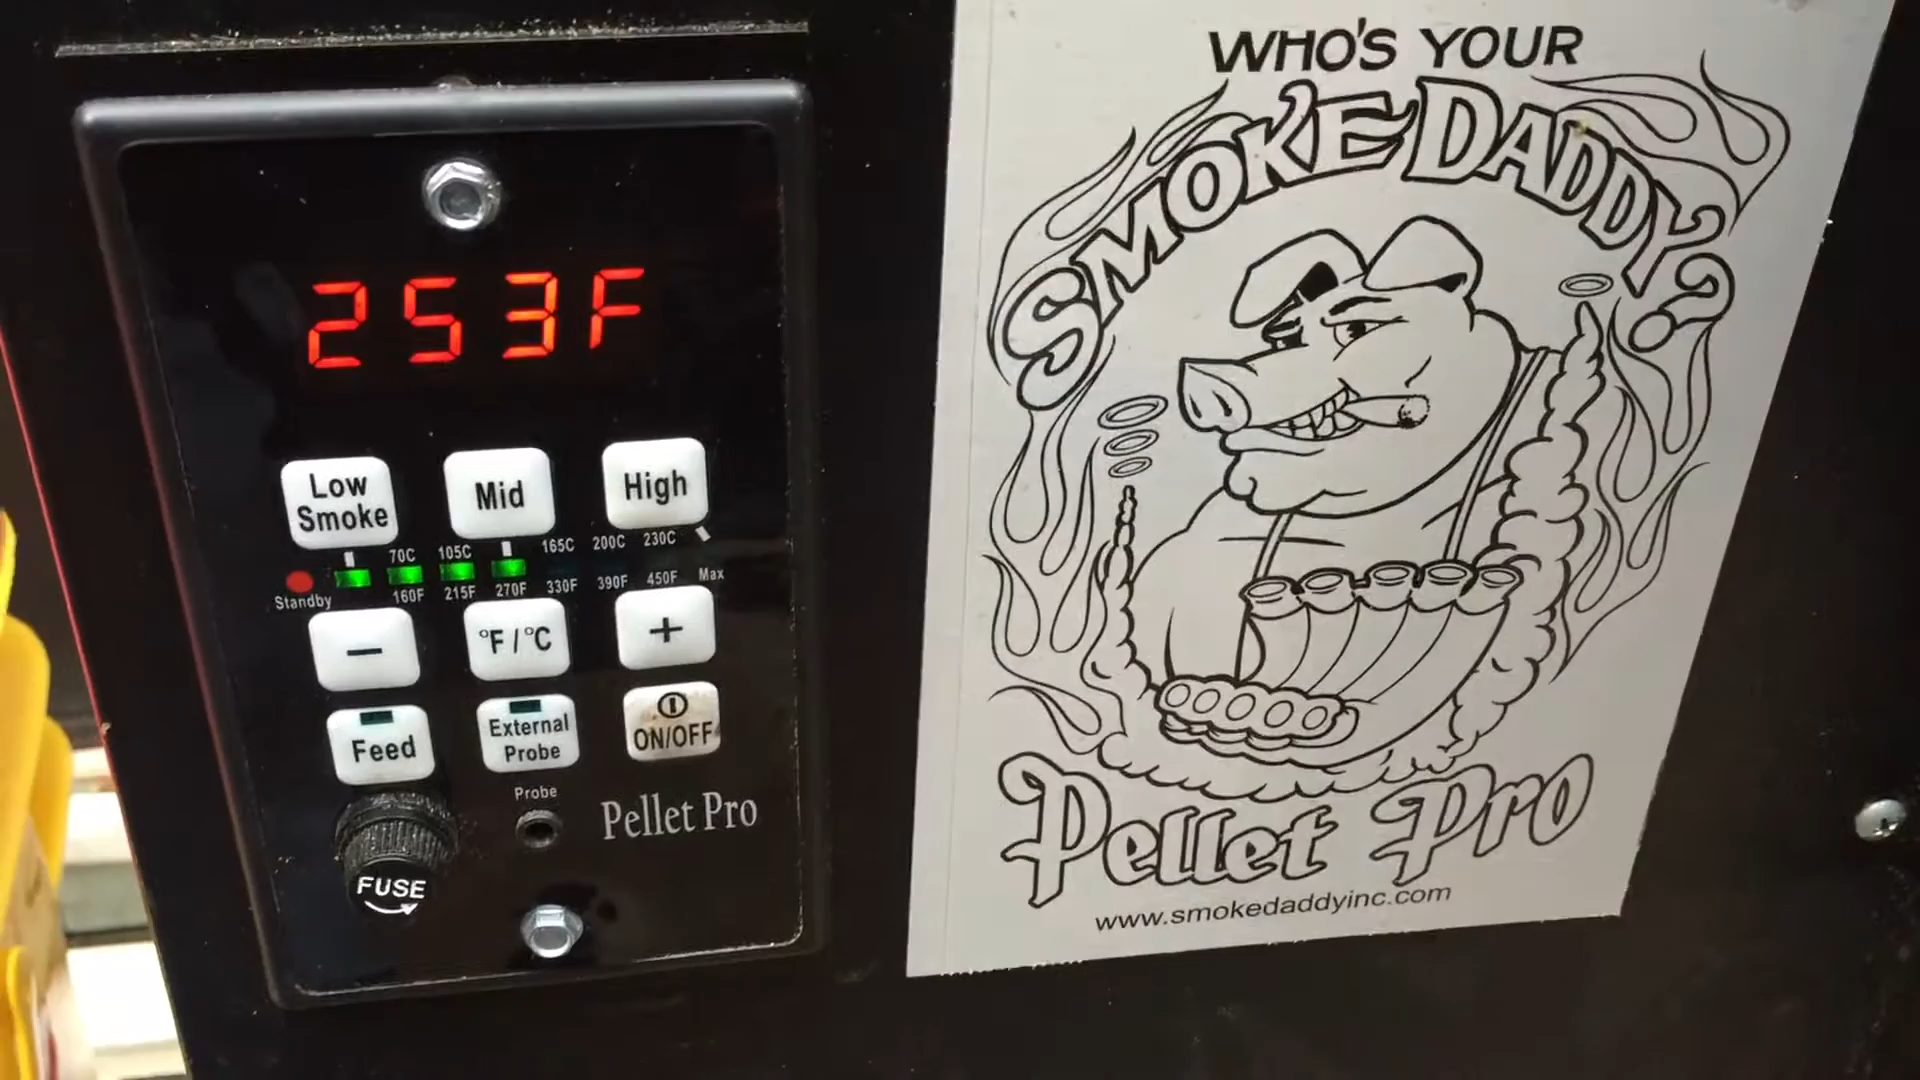 253F
Low
Smoke
Mid
High
70C 105C 165C 200C 230C
Standby 160F 215F 270F 330F 390F 450F Max
−
°F / °C
+
Feed
External
Probe
ON/OFF
Probe
Pellet Pro
FUSE
WHO'S YOUR
SMOKE DADDY?
Pellet Pro
www.smokedaddyinc.com